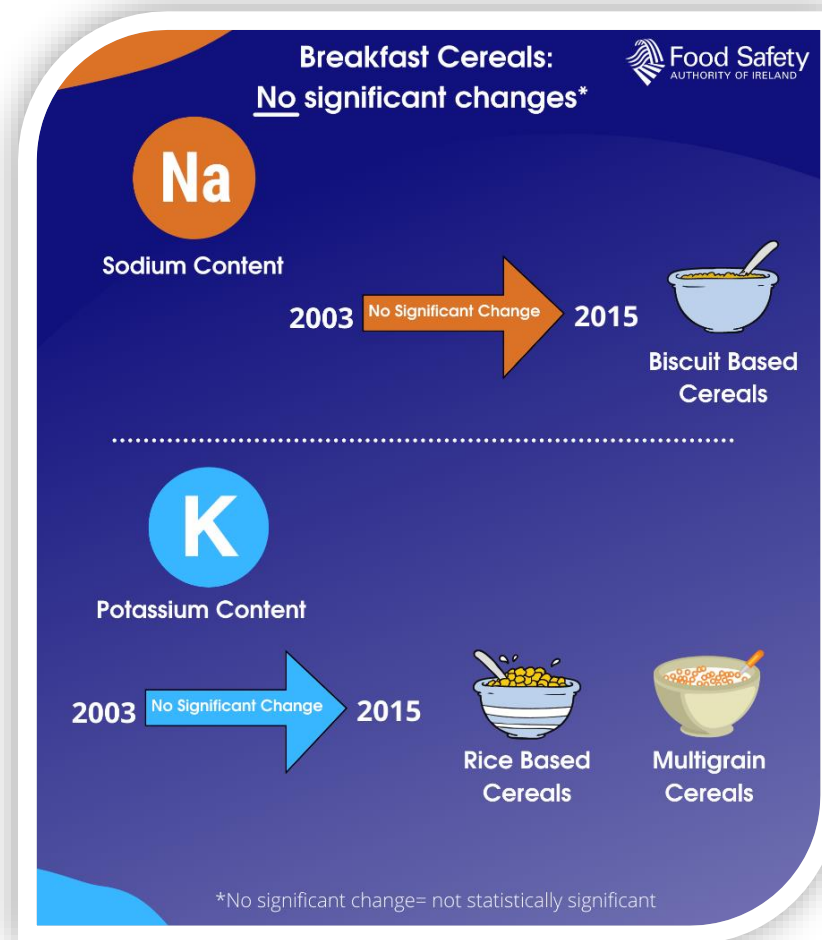 Breakfast Cereals:
No significant changes*
Food Safety
AUTHORITY OF IRELAND
Na
Sodium Content
2003
No Significant Change
2015
Biscuit Based
Cereals
K
Potassium Content
2003
No Significant Change
2015
Rice Based
Cereals
Multigrain
Cereals
*No significant change= not statistically significant